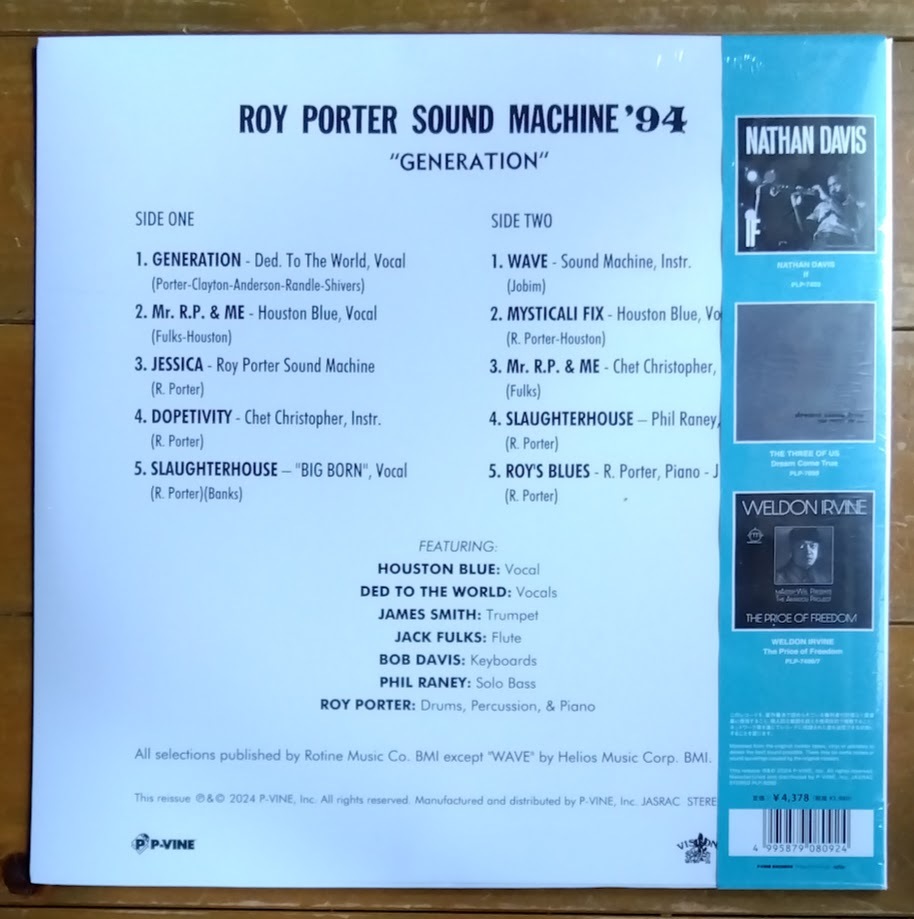 ROY PORTER SOUND MACHINE '94
"GENERATION"
SIDE ONE
1. GENERATION - Ded. To The World, Vocal
(Porter-Clayton-Anderson-Randle-Shivers)
2. Mr. R.P. & ME - Houston Blue, Vocal
(Fulks-Houston)
3. JESSICA - Roy Porter Sound Machine
(R. Porter)
4. DOPETIVITY - Chet Christopher, Instr.
(R. Porter)
5. SLAUGHTERHOUSE – "BIG BORN", Vocal
(R. Porter)(Banks)
SIDE TWO
1. WAVE - Sound Machine, Instr.
(Jobim)
2. MYSTICALI FIX - Houston Blue, Vo
(R. Porter-Houston)
3. Mr. R.P. & ME - Chet Christopher,
(Fulks)
4. SLAUGHTERHOUSE – Phil Raney,
(R. Porter)
5. ROY'S BLUES - R. Porter, Piano - J
(R. Porter)
FEATURING:
HOUSTON BLUE: Vocal
DED TO THE WORLD: Vocals
JAMES SMITH: Trumpet
JACK FULKS: Flute
BOB DAVIS: Keyboards
PHIL RANEY: Solo Bass
ROY PORTER: Drums, Percussion, & Piano
All selections published by Rotine Music Co. BMI except "WAVE" by Helios Music Corp. BMI.
This reissue ℗&© 2024 P-VINE, Inc. All rights reserved. Manufactured and distributed by P-VINE, Inc. JASRAC STERE
P-VINE
NATHAN DAVIS
IF
NATHAN DAVIS
If
THE THREE OF US
Dream Come True
WELDON IRVINE
THE PRICE OF FREEDOM
WELDON IRVINE
The Price of Freedom
¥4,378
4 995879 080924